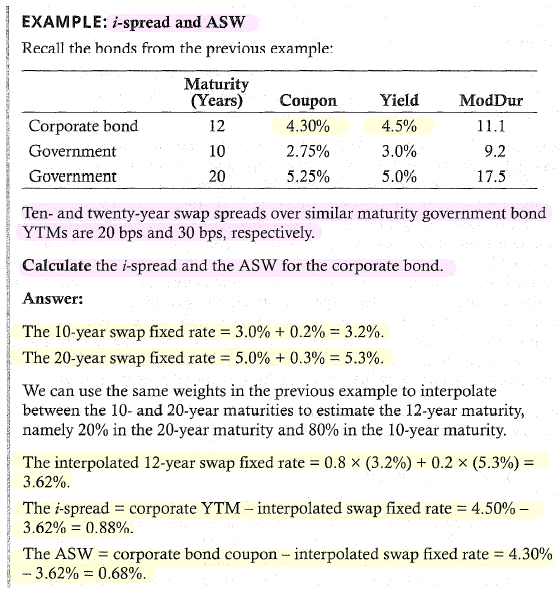 EXAMPLE: i-spread and ASW
Recall the bonds from the previous example:
Maturity
(Years) Coupon Yield ModDur
Corporate bond 12 4.30% 4.5% 11.1
Government 10 2.75% 3.0% 9.2
Government 20 5.25% 5.0% 17.5
Ten- and twenty-year swap spreads over similar maturity government bond
YTMs are 20 bps and 30 bps, respectively.
Calculate the i-spread and the ASW for the corporate bond.
Answer:
The 10-year swap fixed rate = 3.0% + 0.2% = 3.2%.
The 20-year swap fixed rate = 5.0% + 0.3% = 5.3%.
We can use the same weights in the previous example to interpolate
between the 10- and 20-year maturities to estimate the 12-year maturity,
namely 20% in the 20-year maturity and 80% in the 10-year maturity.
The interpolated 12-year swap fixed rate = 0.8 × (3.2%) + 0.2 × (5.3%) =
3.62%.
The i-spread = corporate YTM – interpolated swap fixed rate = 4.50% –
3.62% = 0.88%.
The ASW = corporate bond coupon – interpolated swap fixed rate = 4.30%
– 3.62% = 0.68%.